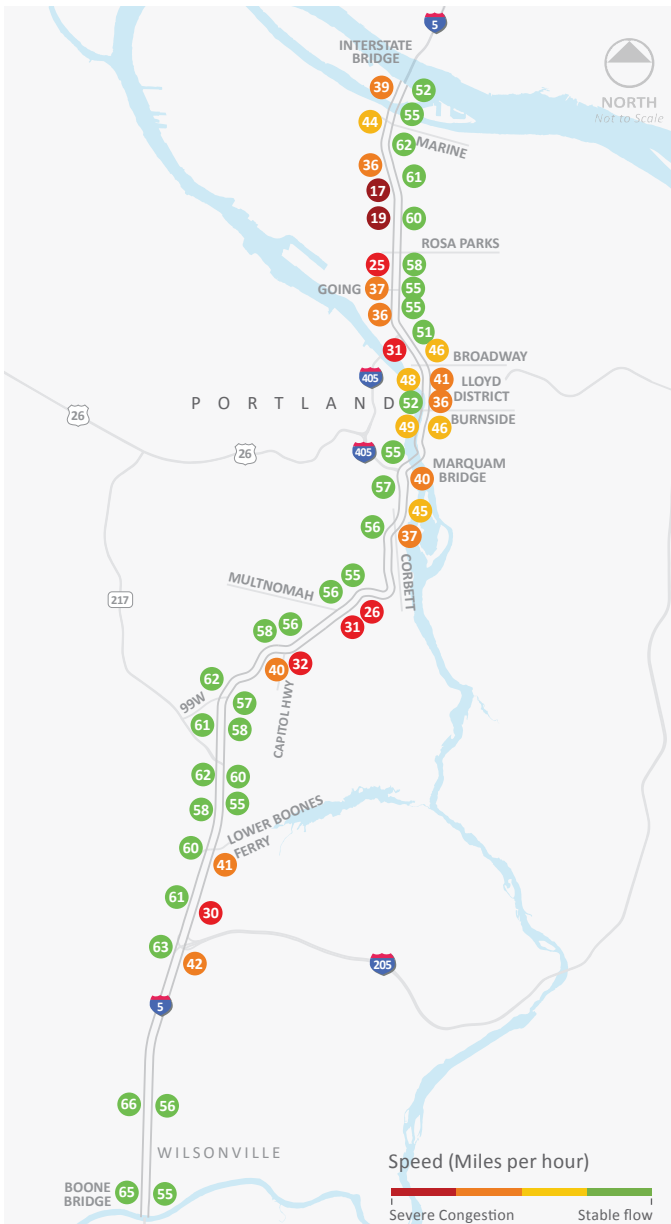 5
INTERSTATE
BRIDGE
NORTH
Not to Scale
39
52
55
44
MARINE
62
36
61
17
19
60
ROSA PARKS
25
58
GOING
37
55
55
36
51
31
46
BROADWAY
405
48
41
LLOYD
DISTRICT
PORTLAND
52
36
26
BURNSIDE
49
46
26
405
55
MARQUAM
BRIDGE
40
57
45
56
37
CORBETT
MULTNOMAH
55
56
217
26
31
58
56
32
40
CAPITOL HWY
62
99W
57
61
58
62
60
58
55
LOWER BOONES
FERRY
60
41
61
30
63
42
205
5
66
56
WILSONVILLE
BOONE
BRIDGE
65
55
Speed (Miles per hour)
Severe Congestion
Stable flow